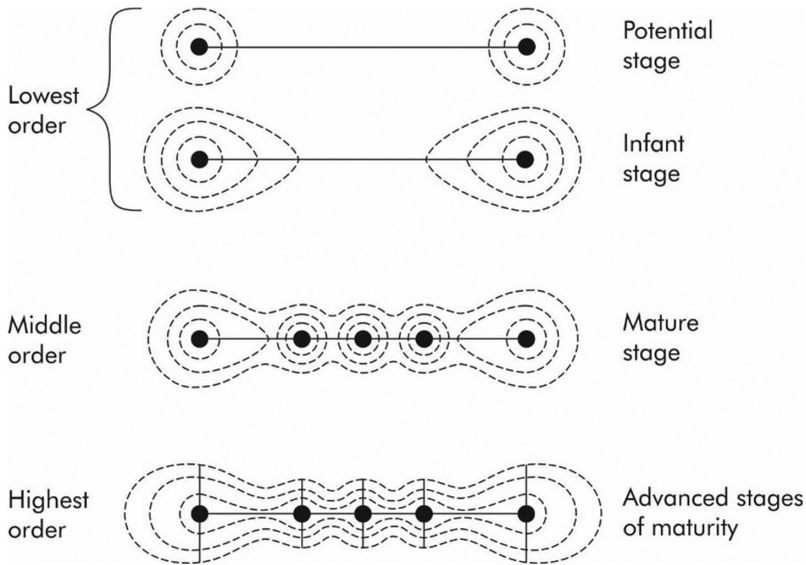 Potential
stage
Lowest
order
Infant
stage
Middle
order
Mature
stage
Highest
order
Advanced stages
of maturity